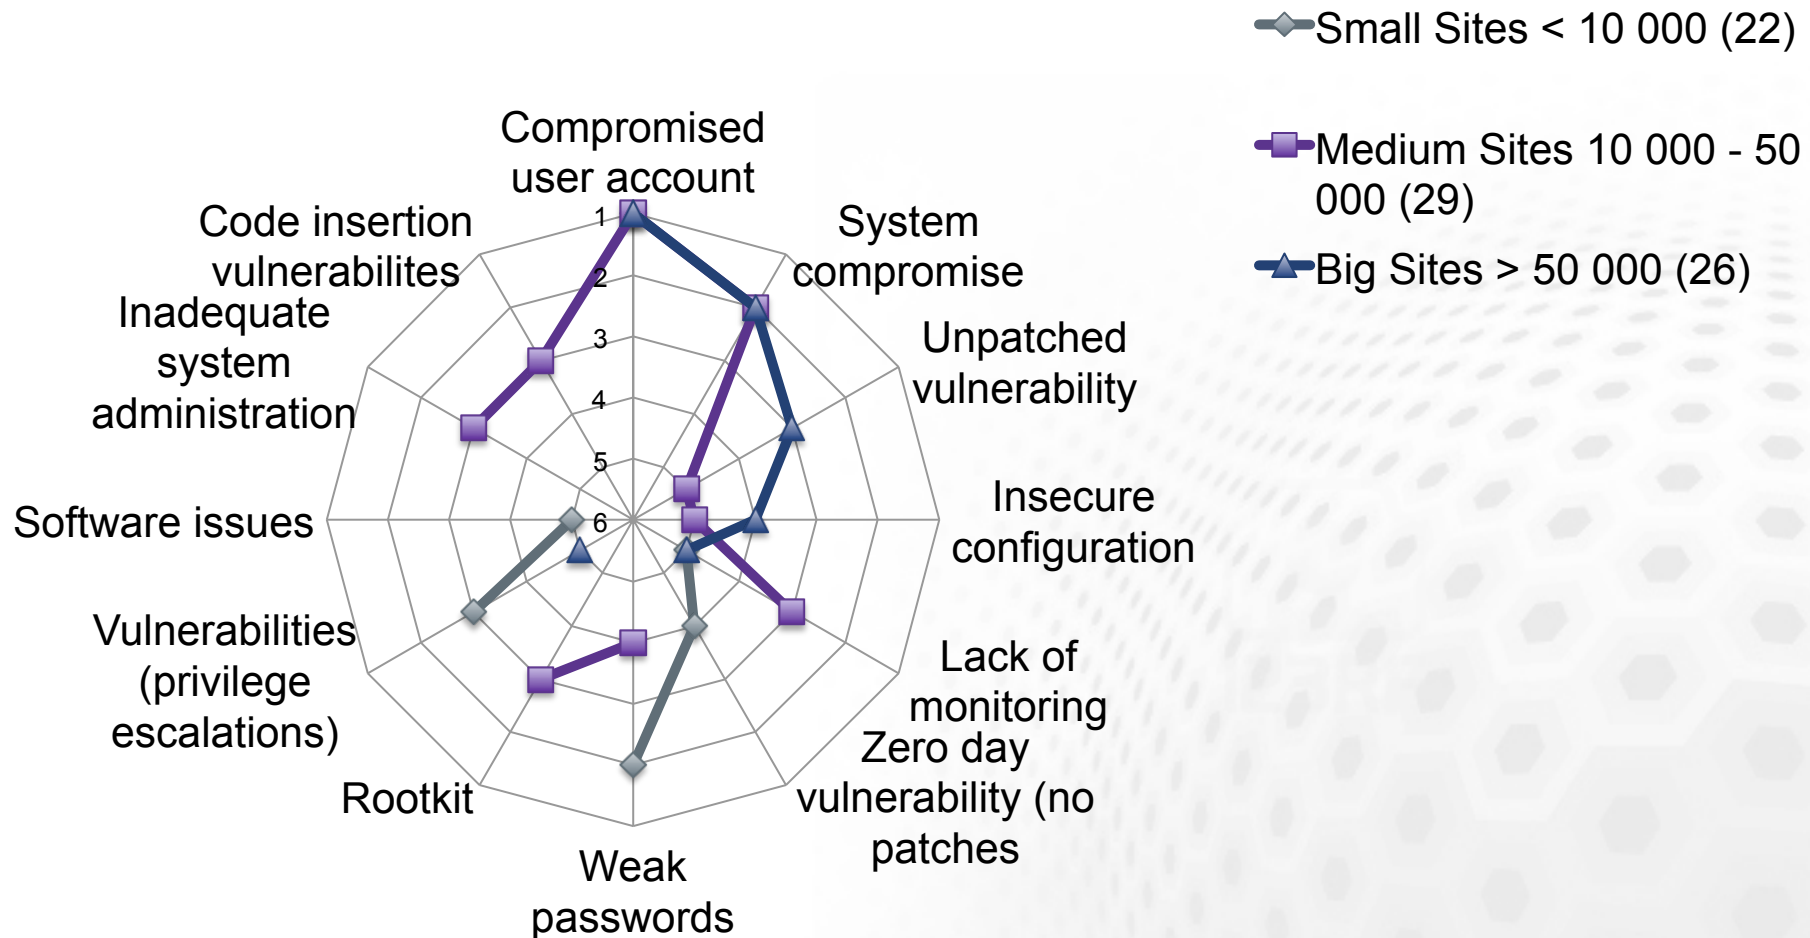 Small Sites < 10 000 (22)
Medium Sites 10 000 - 50
000 (29)
Big Sites > 50 000 (26)
Compromised
user account
System
compromise
Unpatched
vulnerability
Insecure
configuration
Lack of
monitoring
Zero day
vulnerability (no
patches
Weak
passwords
Rootkit
Vulnerabilities
(privilege
escalations)
Software issues
Inadequate
system
administration
Code insertion
vulnerabilites
1
2
3
4
5
6